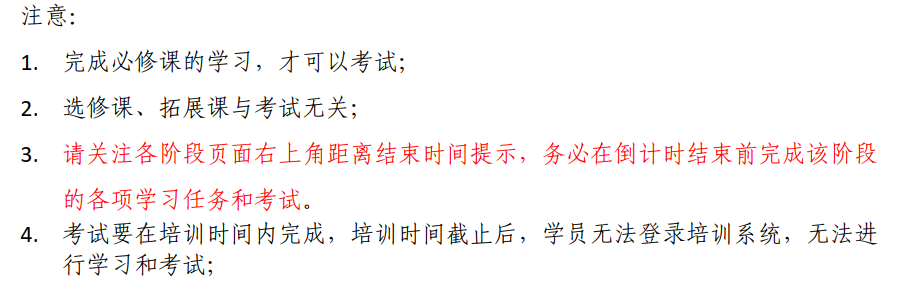 注意：
1. 完成必修课的学习，才可以考试；
2. 选修课、拓展课与考试无关；
3. 请关注各阶段页面右上角距离结束时间提示，务必在倒计时结束前完成该阶段
的各项学习任务和考试。
4. 考试要在培训时间内完成，培训时间截止后，学员无法登录培训系统，无法进
行学习和考试；